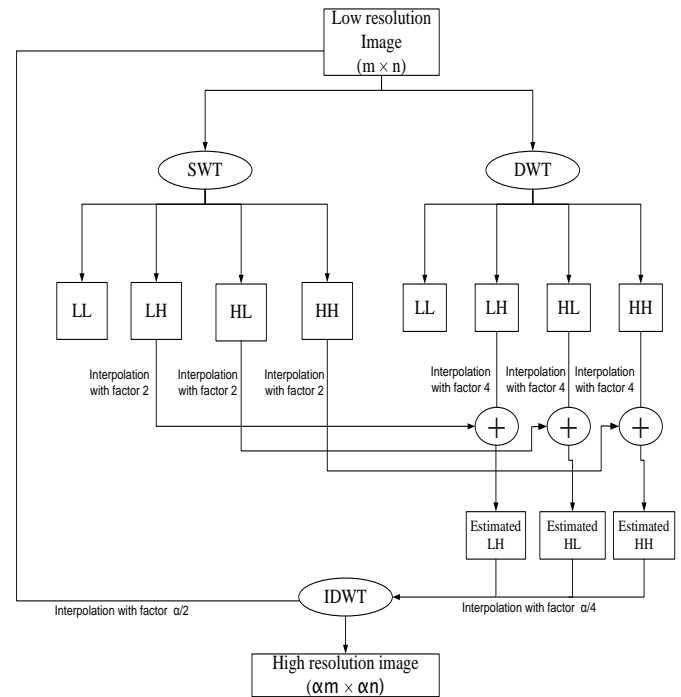 Low resolution
Image
(m × n)
SWT
DWT
LL
LH
HL
HH
LL
LH
HL
HH
Interpolation
with factor 2
Interpolation
with factor 2
Interpolation
with factor 2
Interpolation
with factor 4
Interpolation
with factor 4
Interpolation
with factor 4
+
+
+
Estimated
LH
Estimated
HL
Estimated
HH
IDWT
Interpolation with factor α/2
Interpolation with factor α/4
High resolution image
(αm × αn)